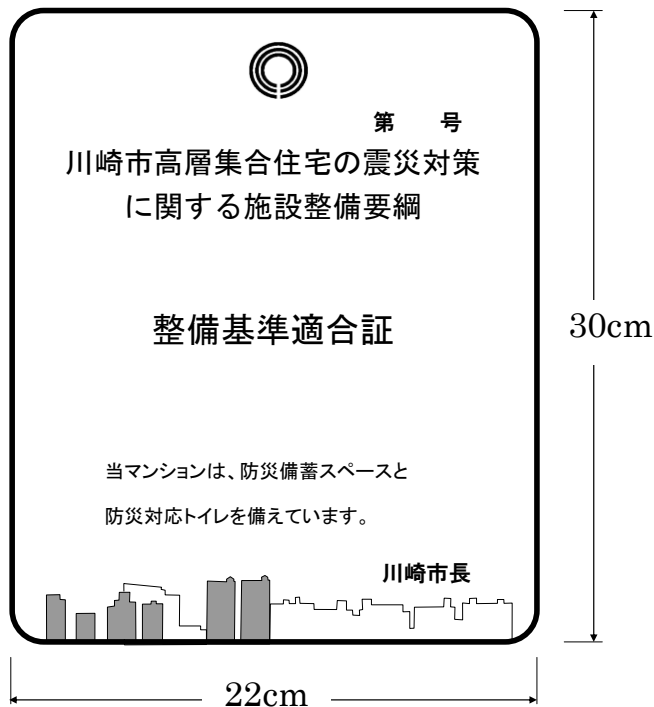 第 号
川崎市高層集合住宅の震災対策
に関する施設整備要綱
整備基準適合証
30cm
当マンションは、防災備蓄スペースと
防災対応トイレを備えています。
川崎市長
22cm